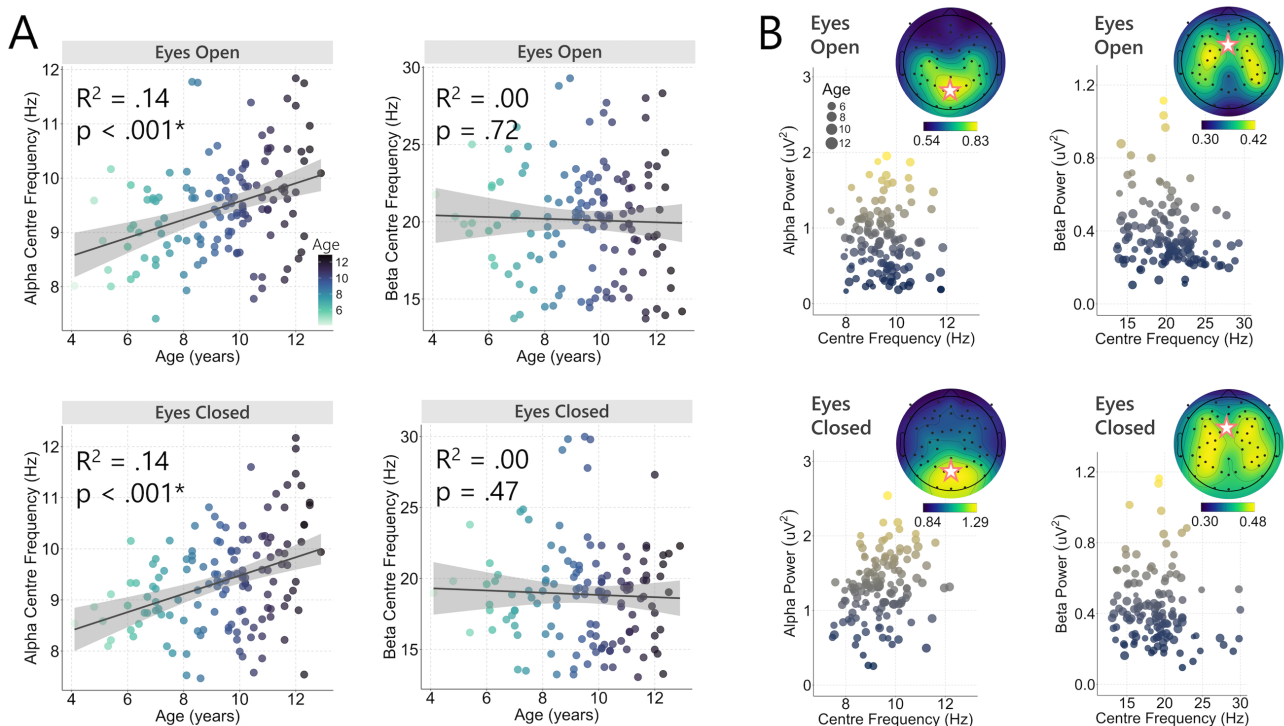 A
Eyes Open
Alpha Centre Frequency (Hz)
12
11
10
9
8
R² = .14
p < .001*
Age
12
10
8
6
4 6 8 10 12
Age (years)
Eyes Open
Beta Centre Frequency (Hz)
30
25
20
15
R² = .00
p = .72
4 6 8 10 12
Age (years)
Eyes Closed
Alpha Centre Frequency (Hz)
12
11
10
9
8
R² = .14
p < .001*
4 6 8 10 12
Age (years)
Eyes Closed
Beta Centre Frequency (Hz)
30
25
20
15
R² = .00
p = .47
4 6 8 10 12
Age (years)
B
Eyes
Open
Alpha Power (uV²)
3
2
1
0
Age
6
8
10
12
0.54 0.83
8 10 12
Centre Frequency (Hz)
Eyes
Open
Beta Power (uV²)
1.2
0.8
0.4
0.0
0.30 0.42
15 20 25 30
Centre Frequency (Hz)
Eyes
Closed
Alpha Power (uV²)
3
2
1
0
0.84 1.29
8 10 12
Centre Frequency (Hz)
Eyes
Closed
Beta Power (uV²)
1.2
0.8
0.4
0.0
0.30 0.48
15 20 25 30
Centre Frequency (Hz)